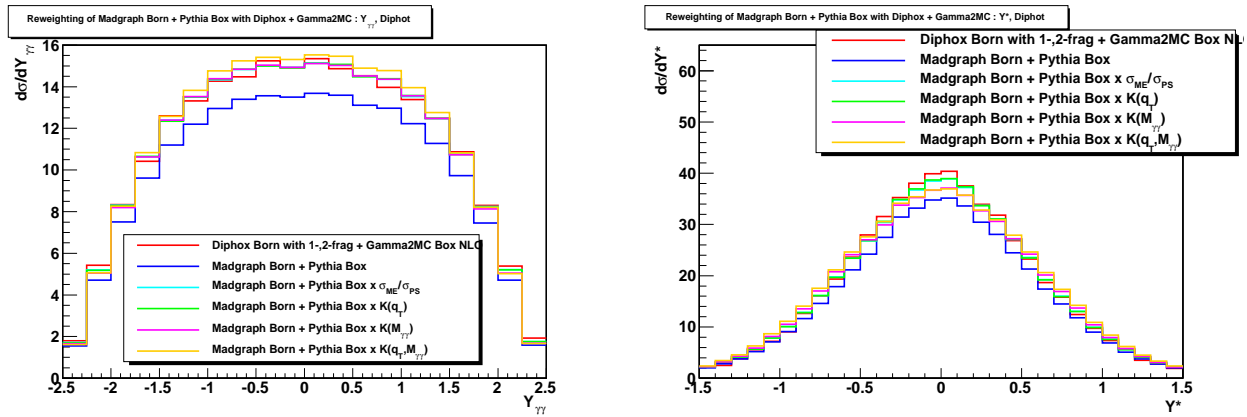 Reweighting of Madgraph Born + Pythia Box with Diphox + Gamma2MC : Y_γγ, Diphot
dσ/dY_γγ
16
14
12
10
8
6
4
2
0
Diphox Born with 1-,2-frag + Gamma2MC Box NLO
Madgraph Born + Pythia Box
Madgraph Born + Pythia Box x σ_ME/σ_PS
Madgraph Born + Pythia Box x K(q_T)
Madgraph Born + Pythia Box x K(M_γγ)
Madgraph Born + Pythia Box x K(q_T,M_γγ)
-2.5 -2 -1.5 -1 -0.5 0 0.5 1 1.5 2 2.5
Y_γγ
Reweighting of Madgraph Born + Pythia Box with Diphox + Gamma2MC : Y*, Diphot
dσ/dY*
Diphox Born with 1-,2-frag + Gamma2MC Box NLO
Madgraph Born + Pythia Box
Madgraph Born + Pythia Box x σ_ME/σ_PS
Madgraph Born + Pythia Box x K(q_T)
Madgraph Born + Pythia Box x K(M_γγ)
Madgraph Born + Pythia Box x K(q_T,M_γγ)
60
50
40
30
20
10
0
-1.5 -1 -0.5 0 0.5 1 1.5
Y*